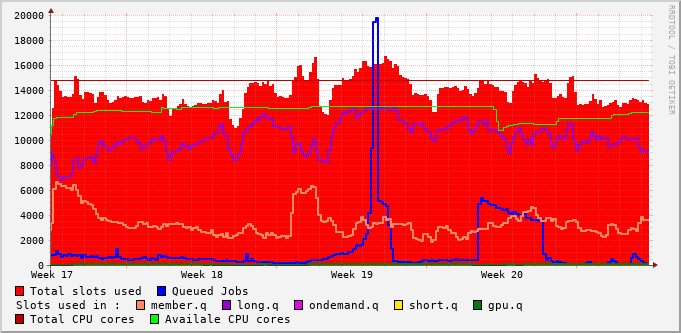 20000
18000
16000
14000
12000
10000
8000
6000
4000
2000
0
Week 17 Week 18 Week 19 Week 20
RRDTOOL / TOBI OETIKER
Total slots used Queued Jobs
Slots used in : member.q long.q ondemand.q short.q gpu.q
Total CPU cores Availale CPU cores